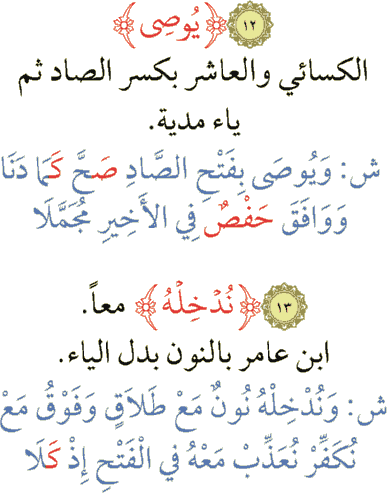 ١٢ ﴿يُوصِى﴾
الكسائي والعاشر بكسر الصاد ثم
ياء مدية.
ش: وَيُوصَى بِفَتْحِ الصَّادِ صَحَّ كَمَا دَنَا
وَوَافَقَ حَفْصٌ فِي الأَخِيرِ مُجَمَّلَا
١٣ ﴿نُدْخِلْهُ﴾ معاً.
ابن عامر بالنون بدل الياء.
ش: وَنُدْخِلْهُ نُونٌ مَعْ طَلَاقٍ وَفَوْقُ مَعْ
نُكَفِّرْ نُعَذِّبْ مَعْهُ فِي الْفَتْحِ إِذْ كَلَا